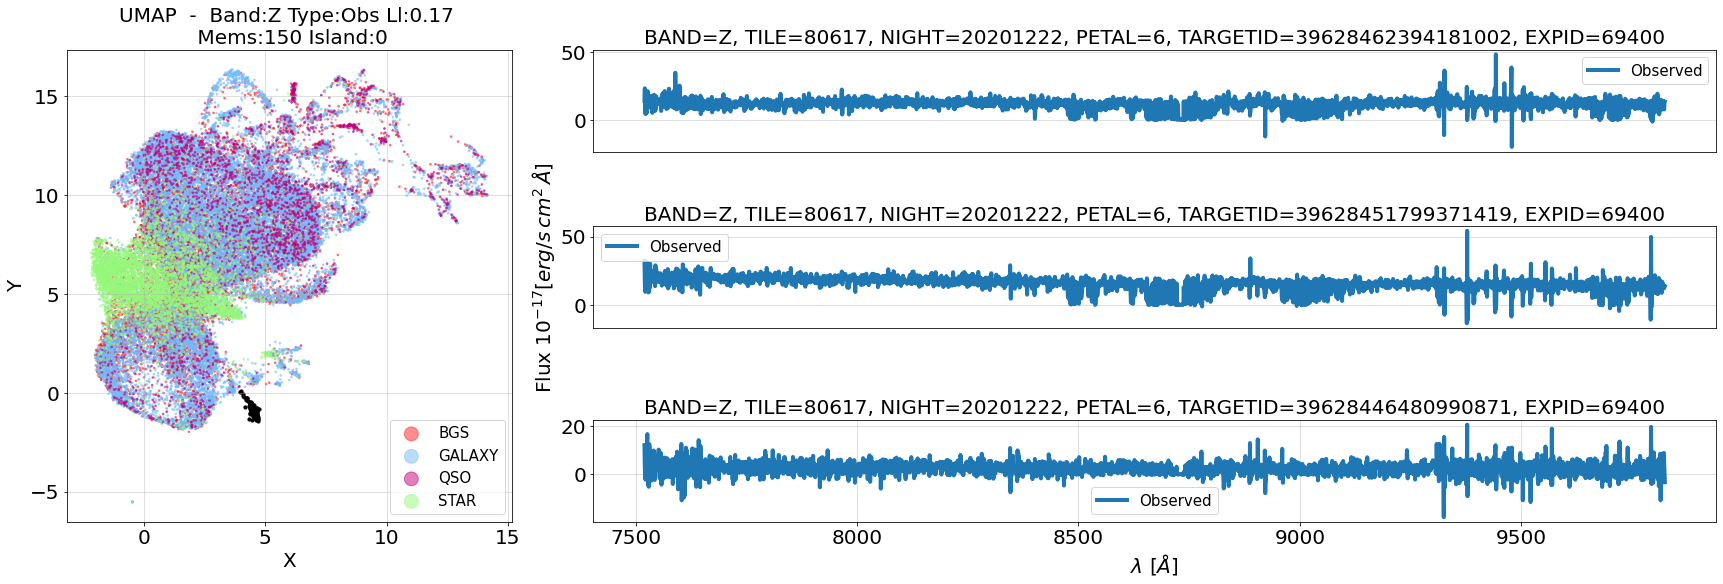 UMAP  -  Band:Z Type:Obs Ll:0.17
Mems:150 Island:0
15
10
5
0
−5
Y
0
5
10
15
X
BGS
GALAXY
QSO
STAR
Flux 10^{-17}[erg/s cm^2 Å]
BAND=Z, TILE=80617, NIGHT=20201222, PETAL=6, TARGETID=39628462394181002, EXPID=69400
50
0
Observed
BAND=Z, TILE=80617, NIGHT=20201222, PETAL=6, TARGETID=39628451799371419, EXPID=69400
50
0
Observed
BAND=Z, TILE=80617, NIGHT=20201222, PETAL=6, TARGETID=39628446480990871, EXPID=69400
20
0
Observed
7500
8000
8500
9000
9500
λ [Å]